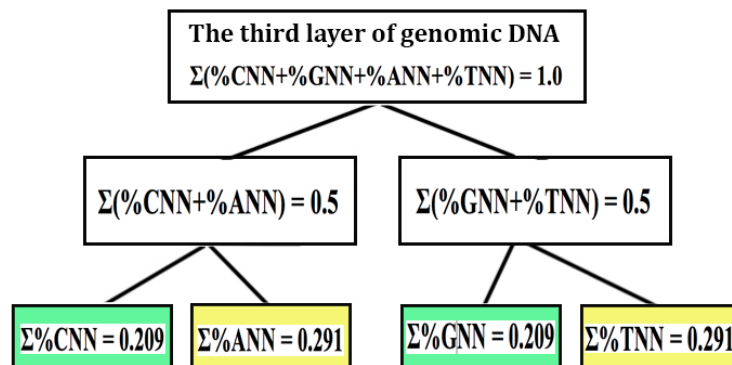 The third layer of genomic DNA
Σ(%CNN+%GNN+%ANN+%TNN) = 1.0
Σ(%CNN+%ANN) = 0.5
Σ(%GNN+%TNN) = 0.5
Σ%CNN = 0.209
Σ%ANN = 0.291
Σ%GNN = 0.209
Σ%TNN = 0.291